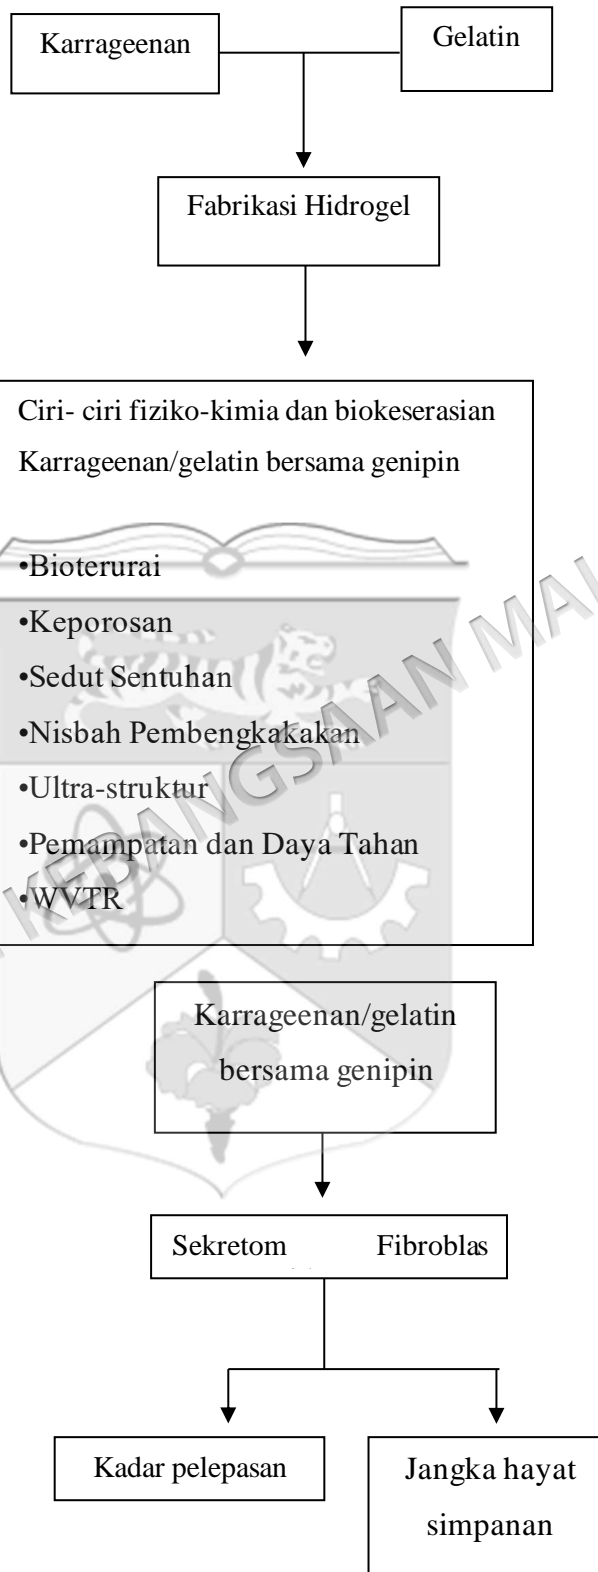 Karrageenan
Gelatin
Fabrikasi Hidrogel
Ciri- ciri fiziko-kimia dan biokeserasian
Karrageenan/gelatin bersama genipin
•Bioterurai
•Keporosan
•Sedut Sentuhan
•Nisbah Pembengkakakan
•Ultra-struktur
•Pemampatan dan Daya Tahan
•WVTR
KEBANGSAAN
Karrageenan/gelatin
bersama genipin
Sekretom Fibroblas
Kadar pelepasan
Jangka hayat
simpanan